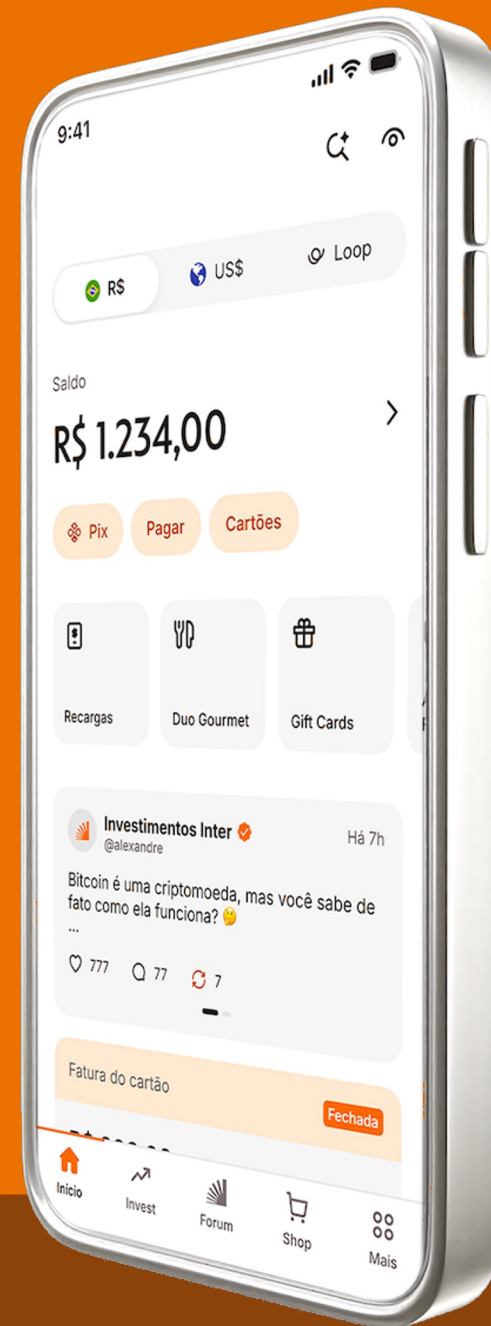 9:41
R$
US$
Loop
Saldo
R$ 1.234,00
Pix
Pagar
Cartões
Recargas
Duo Gourmet
Gift Cards
Investimentos Inter
Há 7h
@alexandre
Bitcoin é uma criptomoeda, mas você sabe de
fato como ela funciona? 🤔
...
777
77
7
Fatura do cartão
Fechada
Início
Invest
Forum
Shop
Mais